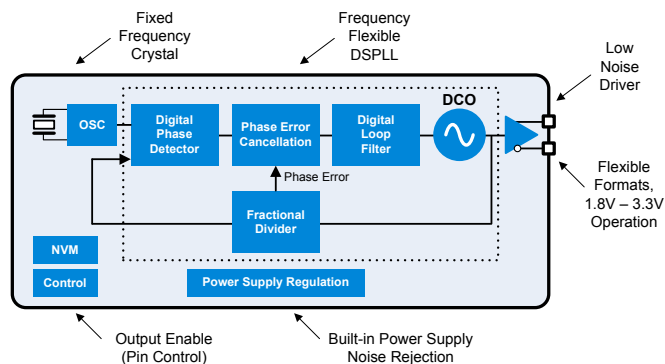 Fixed
Frequency
Crystal
Frequency
Flexible
DSPLL
Low
Noise
Driver
OSC
Digital
Phase
Detector
Phase Error
Cancellation
Digital
Loop
Filter
DCO
Phase Error
Fractional
Divider
Flexible
Formats,
1.8V – 3.3V
Operation
NVM
Control
Power Supply Regulation
Output Enable
(Pin Control)
Built-in Power Supply
Noise Rejection